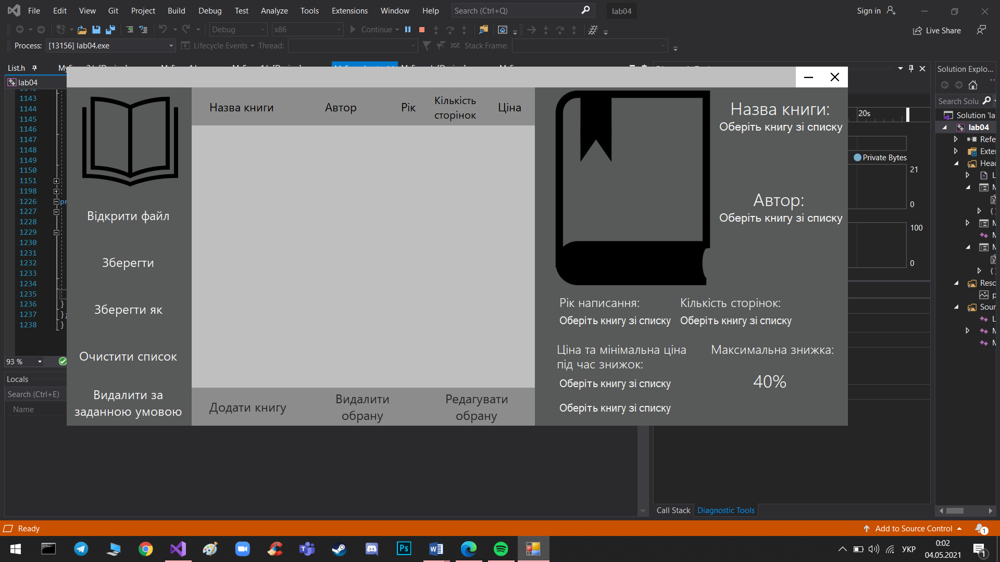 File Edit View Git Project Build Debug Test Analyze Tools Extensions Window Help Search (Ctrl+Q) lab04 Sign in
Debug x86 Continue Live Share
Process: [13156] lab04.exe Lifecycle Events Thread: Stack Frame:
List.h
Solution Explo...
lab04
Search Solu
Solution 'la
lab04
Refe
Exter
Head
Reso
Sour
1143
1144
1145
1146
1147
1148
1149
1150
1151
1198
1226 pr
1227
1228
1229
1230
1231
1232
1233
1234
1235
1236 }
1237 };
1238 }
93 %
Locals
Search (Ctrl+E)
Name
Відкрити файл
Зберегти
Зберегти як
Очистити список
Видалити за
заданною умовою
Назва книги Автор Рік Кількість
сторінок Ціна
Додати книгу
Видалити
обрану
Редагувати
обрану
Назва книги:
Оберіть книгу зі списку
Автор:
Оберіть книгу зі списку
Рік написання:
Оберіть книгу зі списку
Кількість сторінок:
Оберіть книгу зі списку
Ціна та мінімальна ціна
під час знижок:
Оберіть книгу зі списку
Оберіть книгу зі списку
Максимальна знижка:
40%
20s
Private Bytes
21
0
100
0
Call Stack Diagnostic Tools
Ready Add to Source Control 1
Ps УКР
0:02
04.05.2021
1